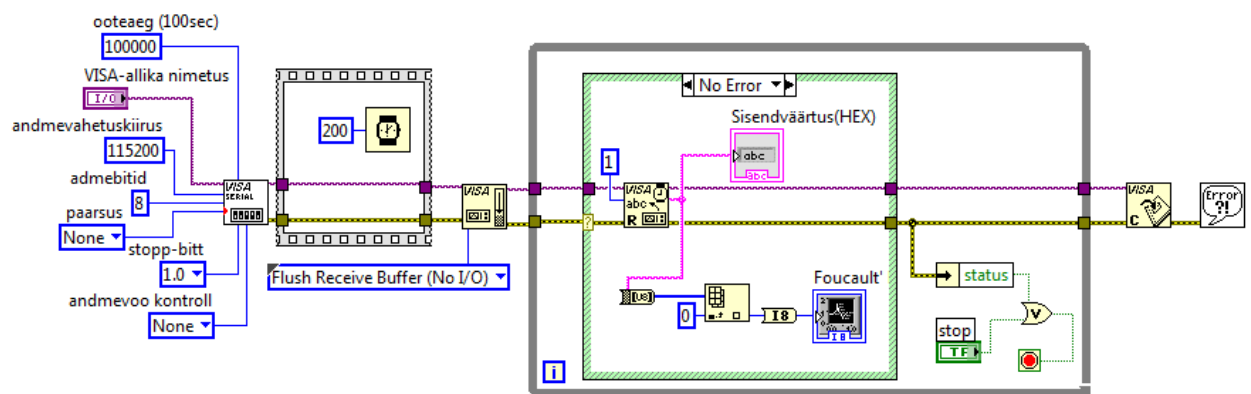 ooteaeg (100sec)
100000
VISA-allika nimetus
I/O
andmevahetuskiirus
115200
admebitid
8
paarsus
None
stopp-bitt
1.0
andmevoo kontroll
None
VISA
SERIAL
200
VISA
Flush Receive Buffer (No I/O)
No Error
Sisendväärtus(HEX)
abc
abc
1
VISA
abc
R
?
[U8]
0
I8
Foucault'
I8
i
status
V
stop
TF
VISA
C
Error
?!